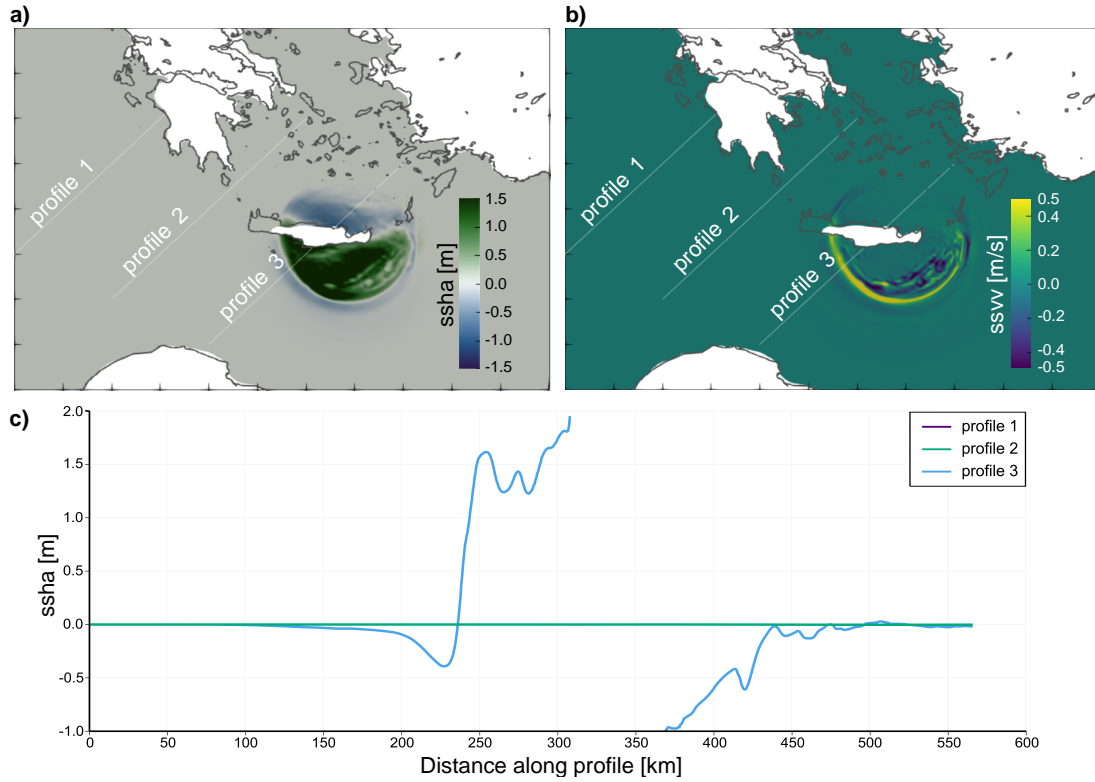 a)
profile 1
profile 2
profile 3
ssha [m]
1.5
1.0
0.5
0.0
-0.5
-1.0
-1.5
b)
profile 1
profile 2
profile 3
ssvv [m/s]
0.5
0.4
0.2
0.0
-0.2
-0.4
-0.5
c)
ssha [m]
2.0
1.5
1.0
0.5
0.0
-0.5
-1.0
0 50 100 150 200 250 300 350 400 450 500 550 600
Distance along profile [km]
profile 1
profile 2
profile 3